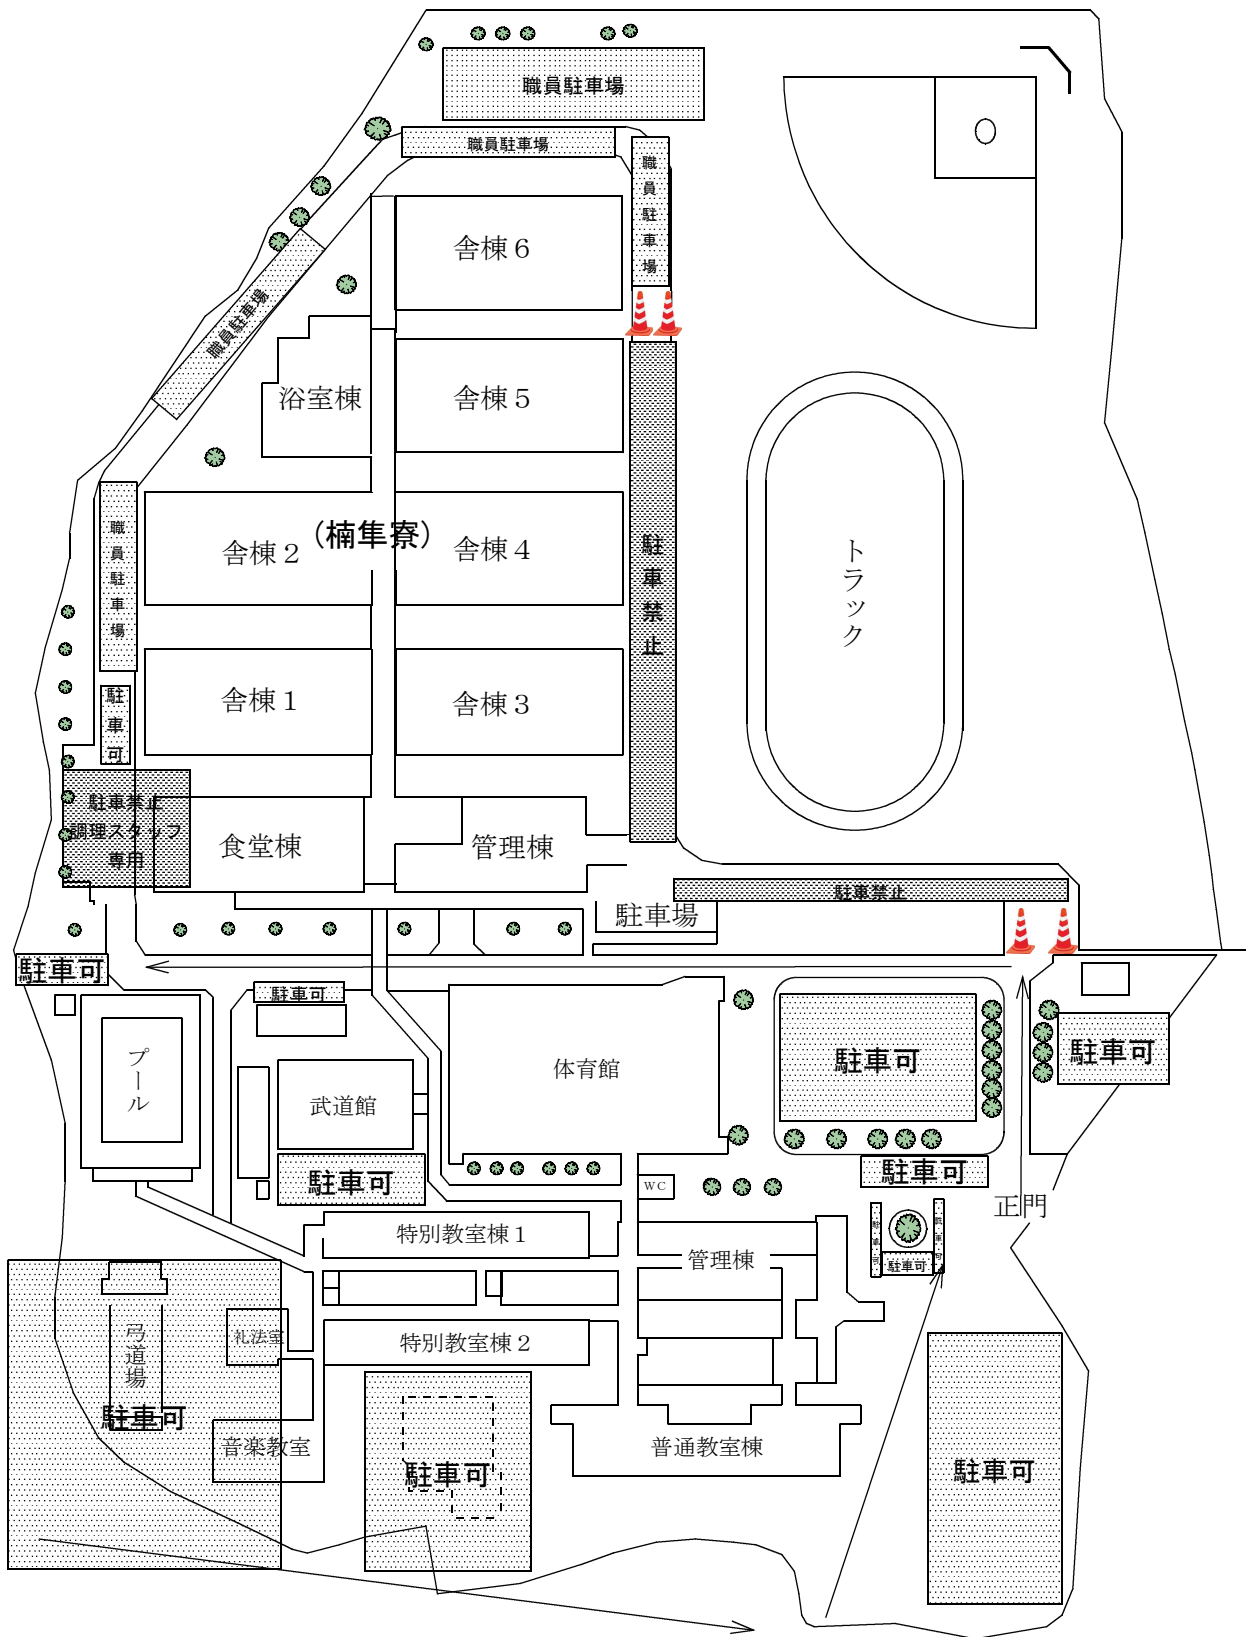 職員駐車場
職員駐車場
職員駐車場
舎棟６
職員駐車場
浴室棟
舎棟５
職員駐車場
舎棟２
(楠隼寮)
舎棟４
駐車禁止
トラック
舎棟１
舎棟３
駐車可
駐車禁止
調理スタッフ
専用
食堂棟
管理棟
駐車禁止
駐車場
駐車可
駐車可
プール
武道館
体育館
駐車可
駐車可
駐車可
駐車可
WC
正門
特別教室棟１
管理棟
駐車可
駐車可
駐車可
弓道場
礼法室
特別教室棟２
駐車可
音楽教室
駐車可
普通教室棟
駐車可